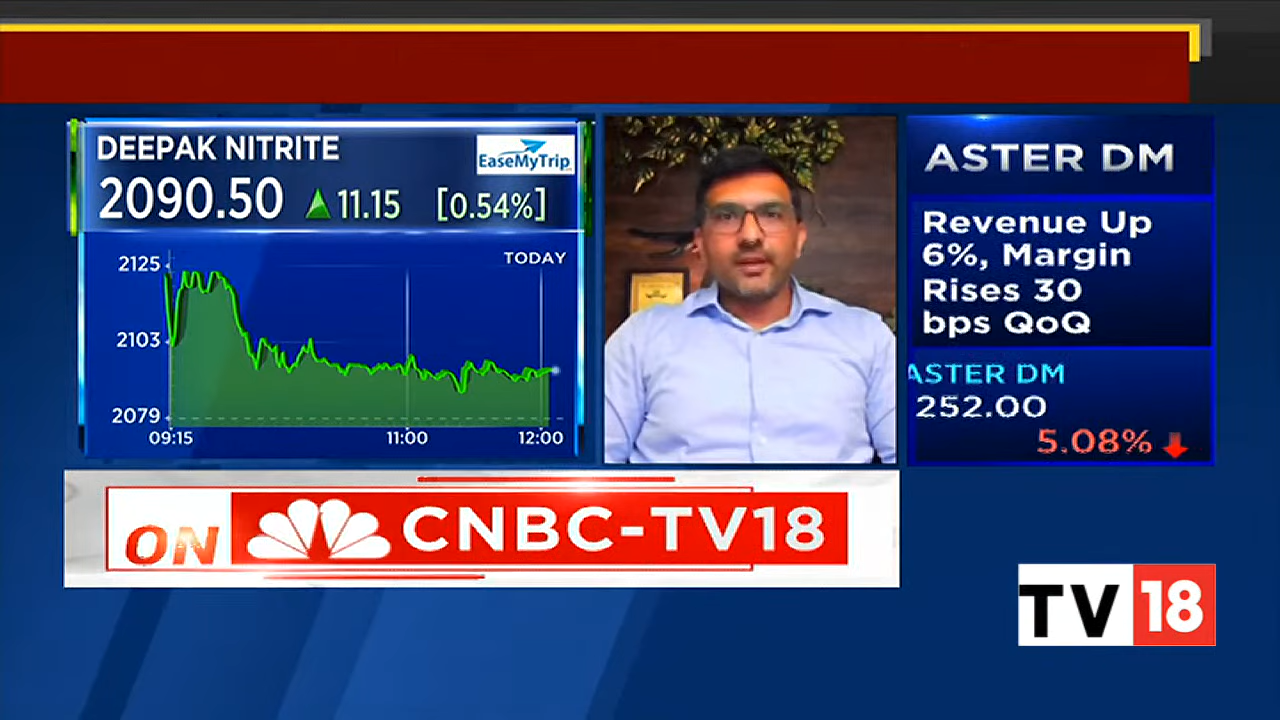 DEEPAK NITRITE
EaseMyTrip
2090.50 ▲ 11.15 [0.54%]
TODAY
2125
2103
2079
09:15 11:00 12:00
ASTER DM
Revenue Up
6%, Margin
Rises 30
bps QoQ
ASTER DM
252.00
5.08%
ON CNBC-TV18
TV18